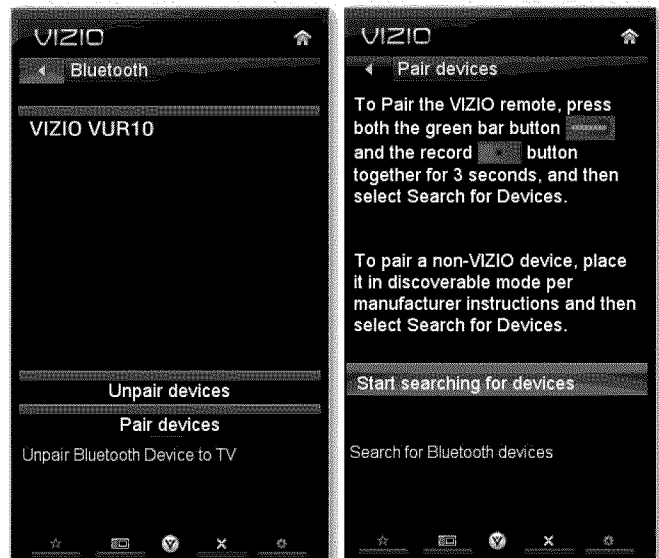 VIZIO
Bluetooth
VIZIO VUR10
Unpair devices
Pair devices
Unpair Bluetooth Device to TV
VIZIO
Pair devices
To Pair the VIZIO remote, press
both the green bar button
and the record button
together for 3 seconds, and then
select Search for Devices.
To pair a non-VIZIO device, place
it in discoverable mode per
manufacturer instructions and then
select Search for Devices.
Start searching for devices
Search for Bluetooth devices